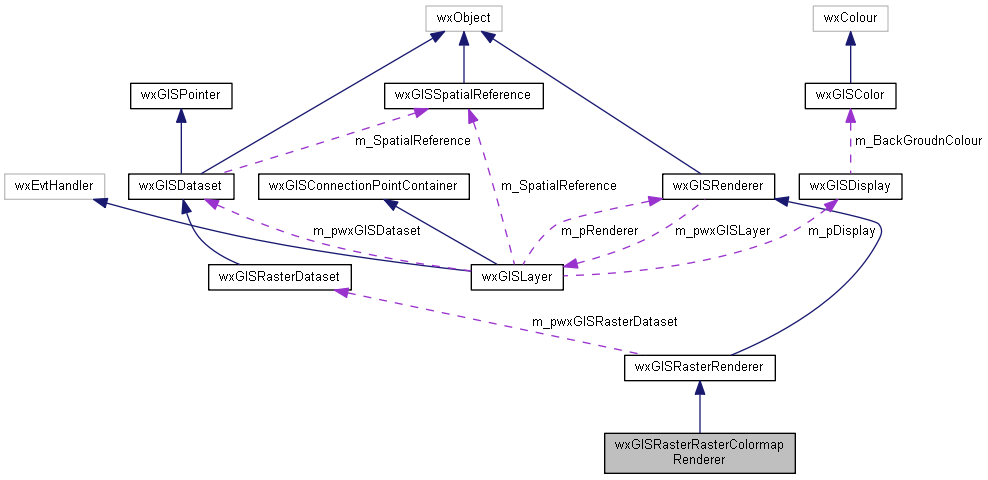 wxObject
wxColour
wxGISPointer
wxGISSpatialReference
wxGISColor
m_SpatialReference
m_BackGroudnColour
wxEvtHandler
wxGISDataset
wxGISConnectionPointContainer
m_SpatialReference
wxGISRenderer
wxGISDisplay
m_pwxGISDataset
m_pRenderer
m_pwxGISLayer
m_pDisplay
wxGISRasterDataset
wxGISLayer
m_pwxGISRasterDataset
wxGISRasterRenderer
wxGISRasterRasterColormap
Renderer